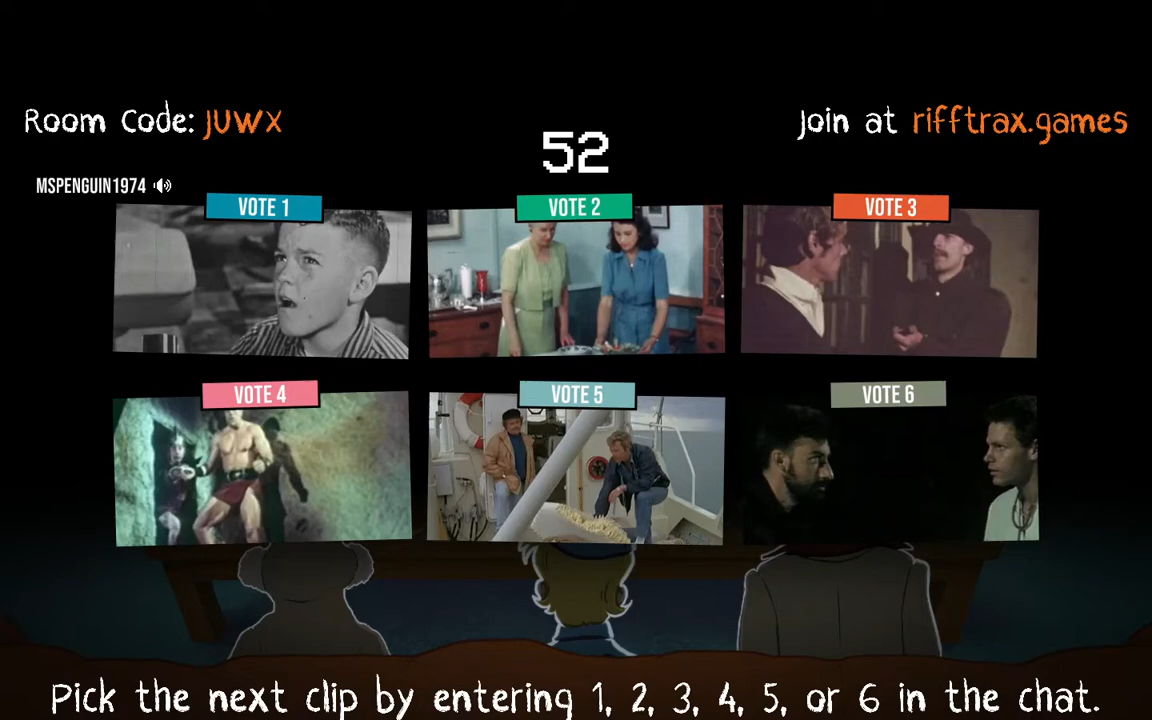 Room Code: JUWX
Join at rifftrax.games
52
MSPENGUIN1974
VOTE 1
VOTE 2
VOTE 3
VOTE 4
VOTE 5
VOTE 6
Pick the next clip by entering 1, 2, 3, 4, 5, or 6 in the chat.